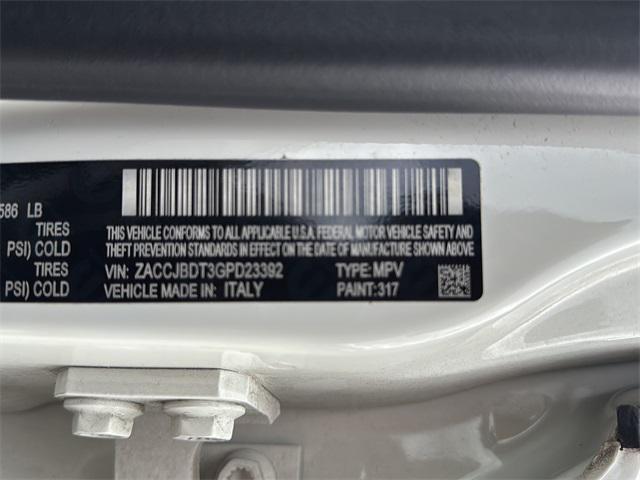 586 LB
TIRES
PSI) COLD
TIRES
PSI) COLD
THIS VEHICLE CONFORMS TO ALL APPLICABLE U.S.A. FEDERAL MOTOR VEHICLE SAFETY AND
THEFT PREVENTION STANDARDS IN EFFECT ON THE DATE OF MANUFACTURE SHOWN ABOVE.
VIN: ZACCJBDT3GPD23392 TYPE: MPV
VEHICLE MADE IN: ITALY PAINT:317